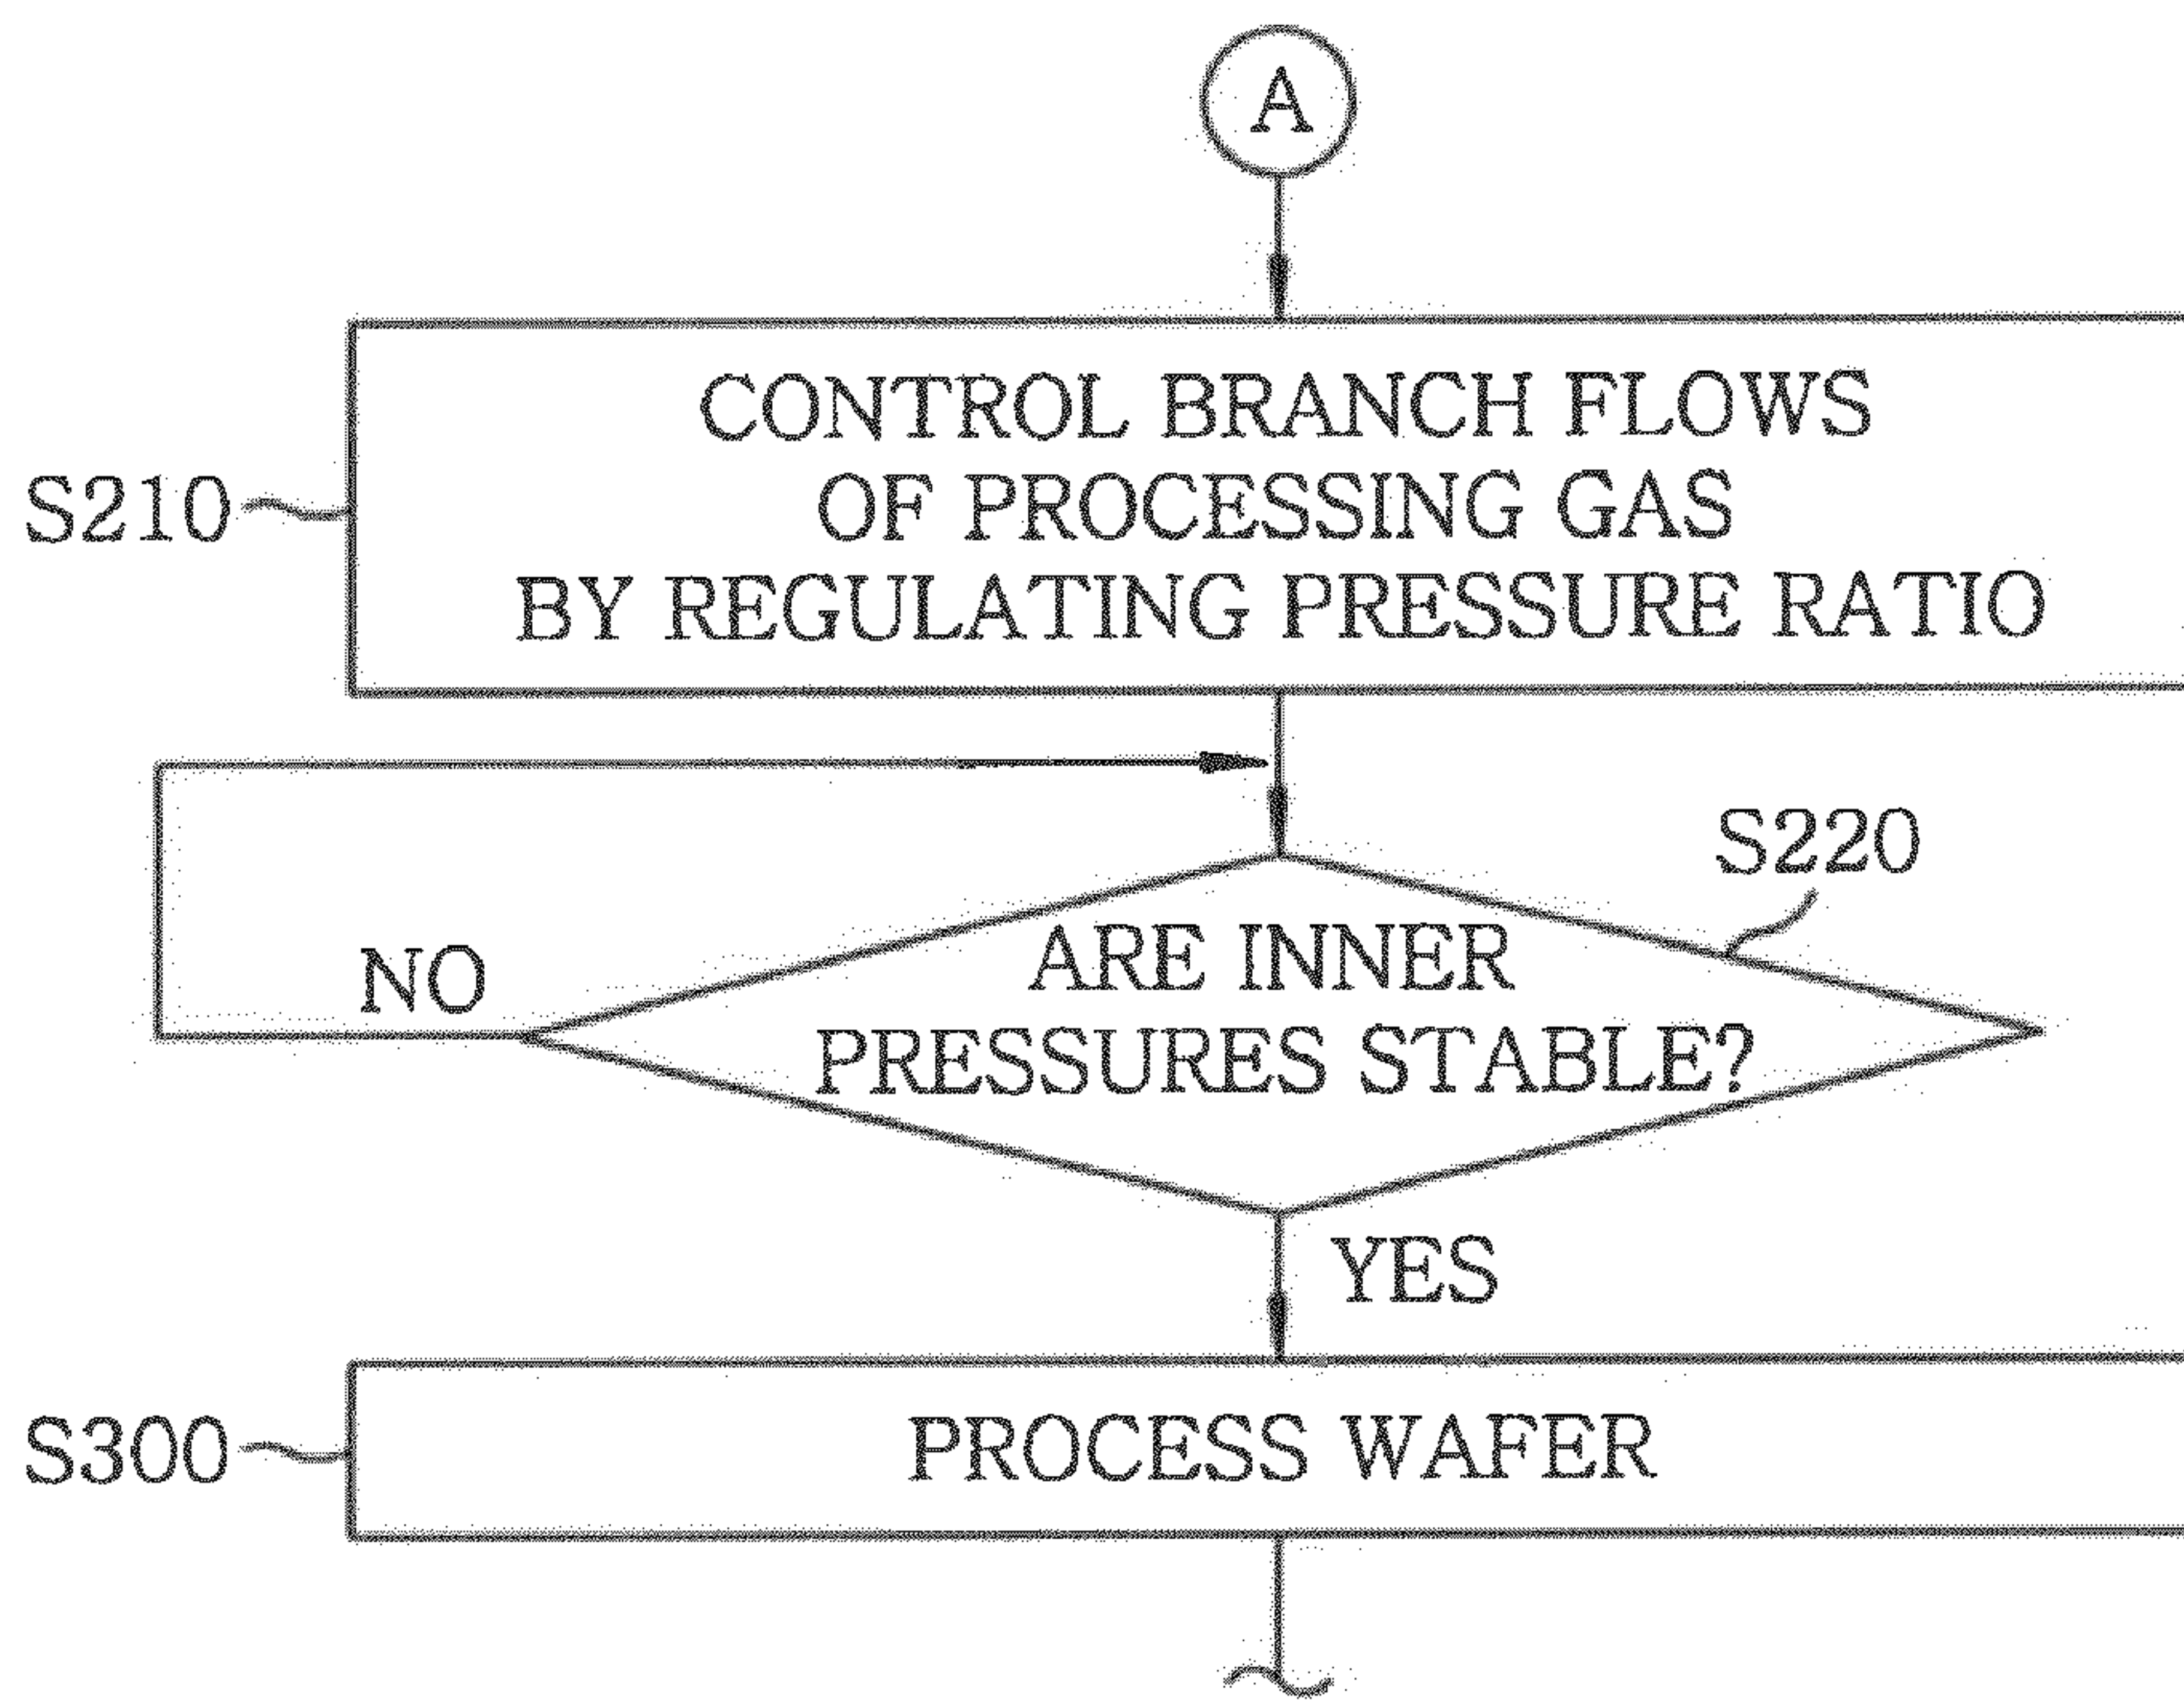 A
CONTROL BRANCH FLOWS
OF PROCESSING GAS
BY REGULATING PRESSURE RATIO
S210
S220
ARE INNER
PRESSURES STABLE?
NO
YES
PROCESS WAFER
S300